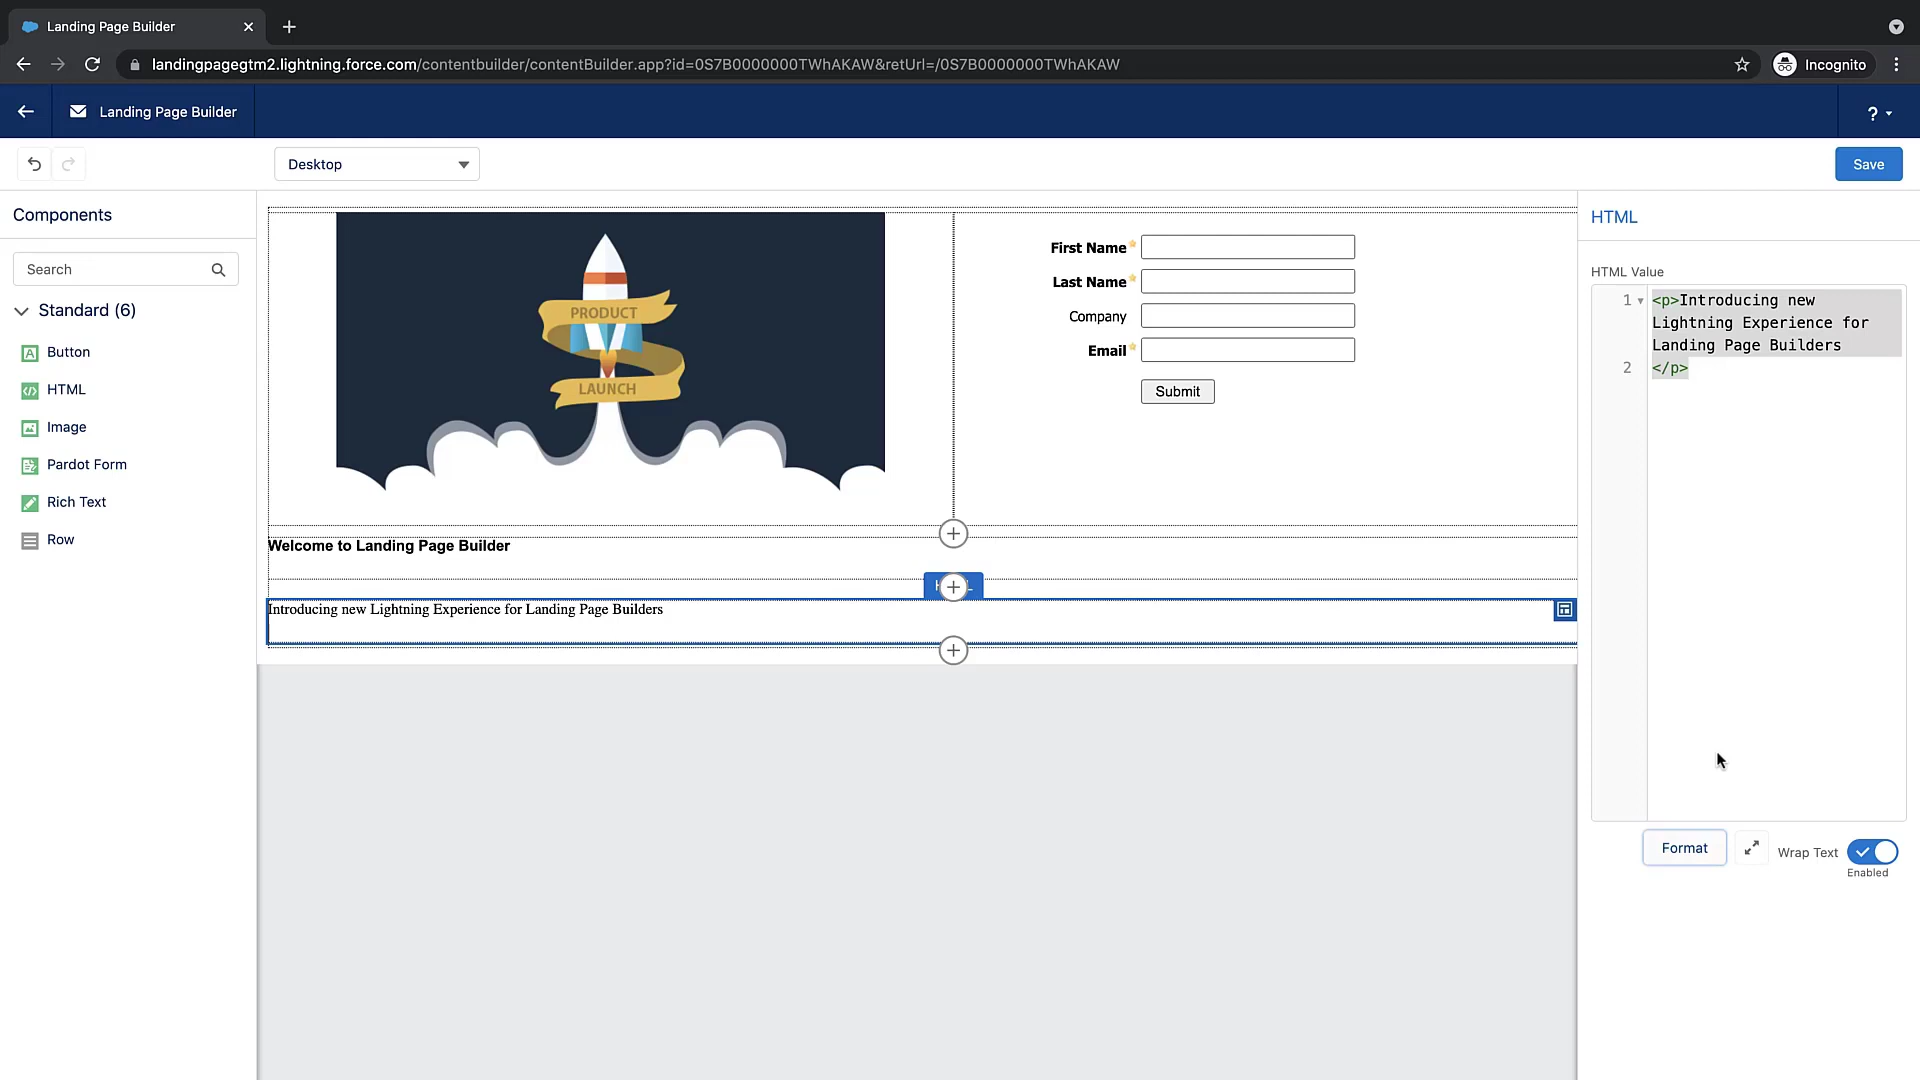 Landing Page Builder
landingpagegtm2.lightning.force.com/contentbuilder/contentBuilder.app?id=0S7B0000000TWhAKAW&retUrl=/0S7B0000000TWhAKAW
Incognito
Landing Page Builder
?
Desktop
Save
Components
Search
Standard (6)
Button
HTML
Image
Pardot Form
Rich Text
Row
PRODUCT
LAUNCH
First Name
Last Name
Company
Email
Submit
Welcome to Landing Page Builder
Introducing new Lightning Experience for Landing Page Builders
HTML
HTML Value
1 <p>Introducing new
Lightning Experience for
Landing Page Builders
2 </p>
Format
Wrap Text
Enabled